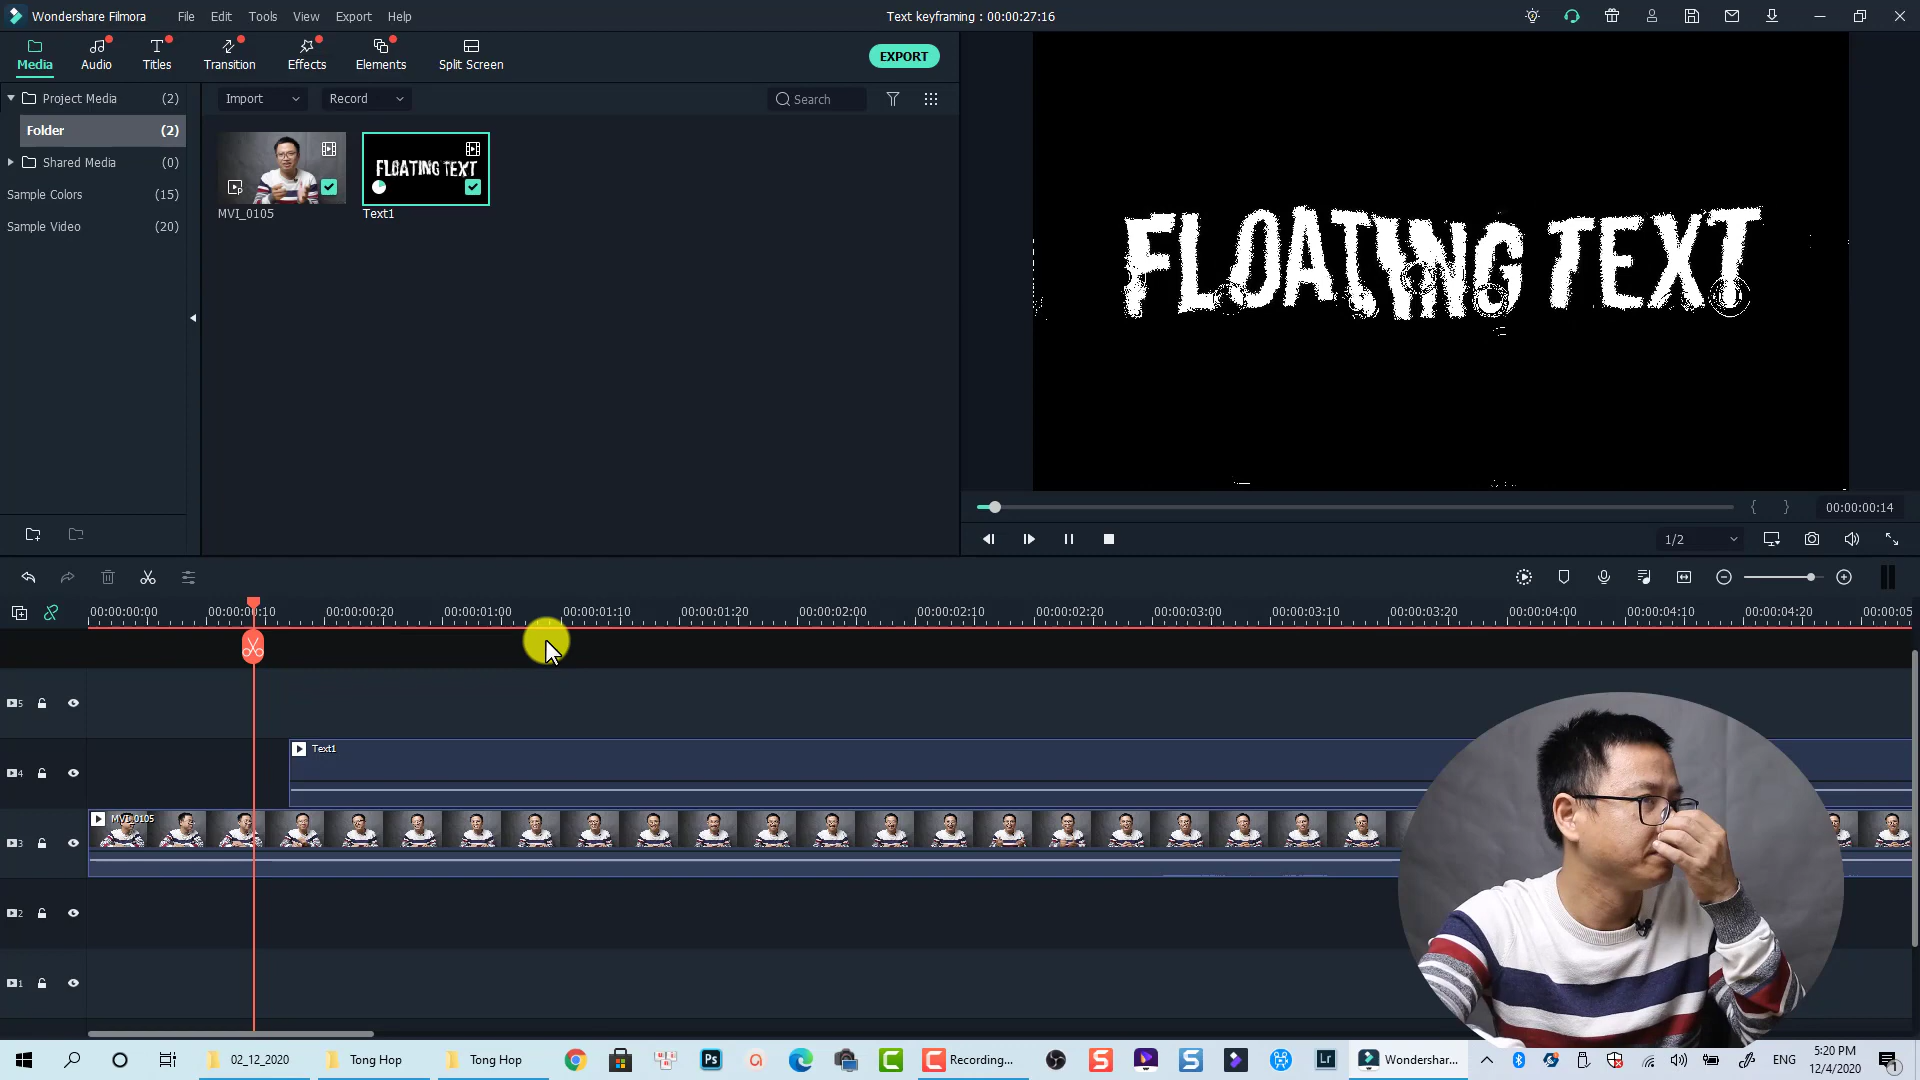 Wondershare Filmora File Edit Tools View Export Help Text keyframing : 00:00:27:16
Media Audio Titles Transition Effects Elements Split Screen EXPORT
Project Media (2) Import Record Search
Folder (2)
Shared Media (0)
Sample Colors (15)
Sample Video (20)
FLOATING TEXT
MVI_0105 Text1
FLOATING TEXT
{ } 00:00:00:14
1/2
00:00:00:00 00:00:00:10 00:00:00:20 00:00:01:00 00:00:01:10 00:00:01:20 00:00:02:00 00:00:02:10 00:00:02:20 00:00:03:00 00:00:03:10 00:00:03:20 00:00:04:00 00:00:04:10 00:00:04:20 00:00:05
5
4 Text1
3 MVI_0105
2
1
02_12_2020 Tong Hop Tong Hop Ps Recording... Lr Wondershar... ENG 5:20 PM
12/4/2020
1